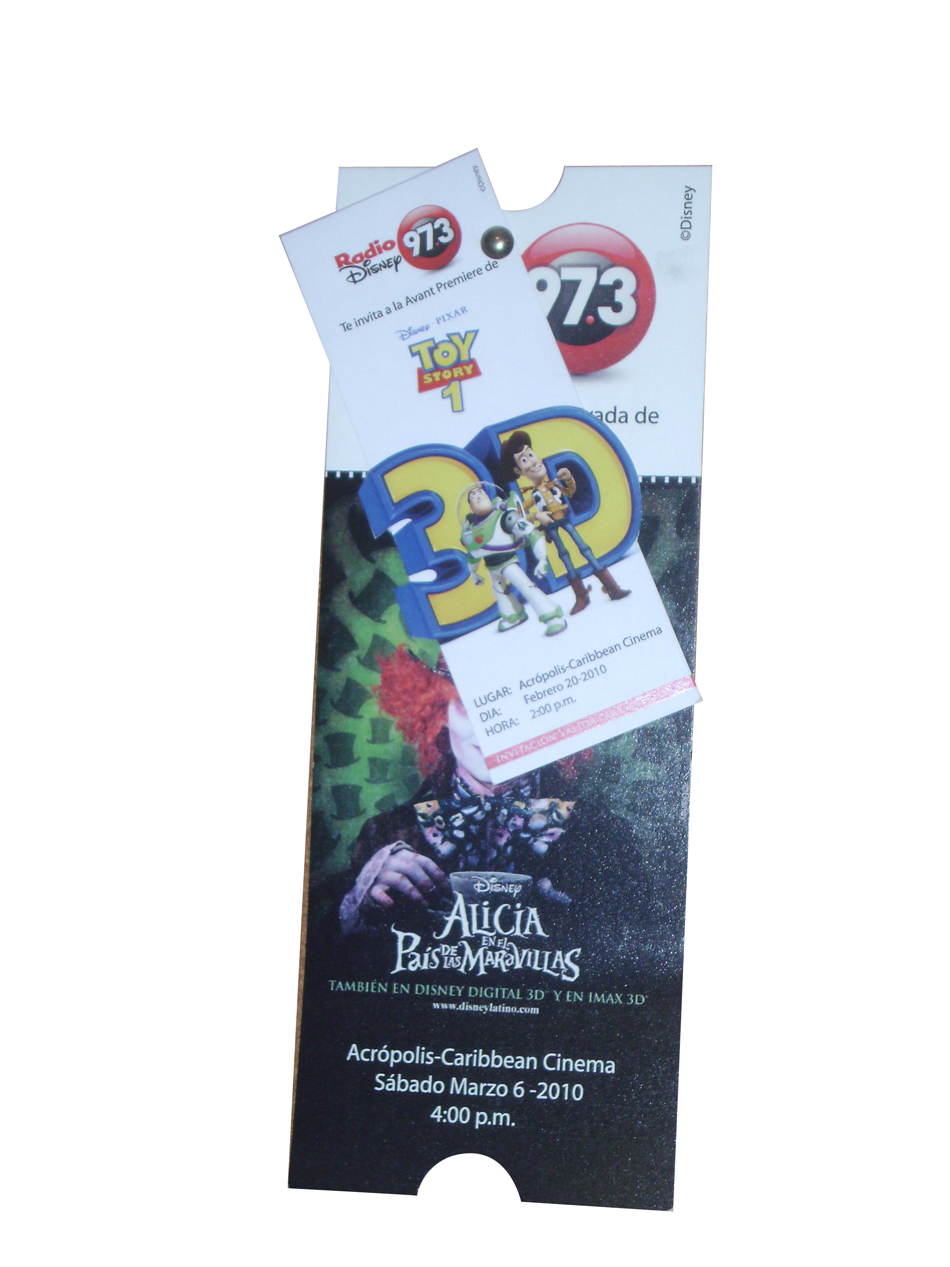 ©Disney
Radio
Disney
97.3
Te invita a la Avant Premiere de
Disney · PIXAR
TOY
STORY
1
3D
LUGAR: Acrópolis-Caribbean Cinema
DIA: Febrero 20-2010
HORA: 2:00 p.m.
©Disney
97.3
de
Disney
ALICIA
EN EL
País DE LAS MARAVILLAS
TAMBIÉN EN DISNEY DIGITAL 3D™ Y EN IMAX 3D®
www.disneylatino.com
Acrópolis-Caribbean Cinema
Sábado Marzo 6 -2010
4:00 p.m.